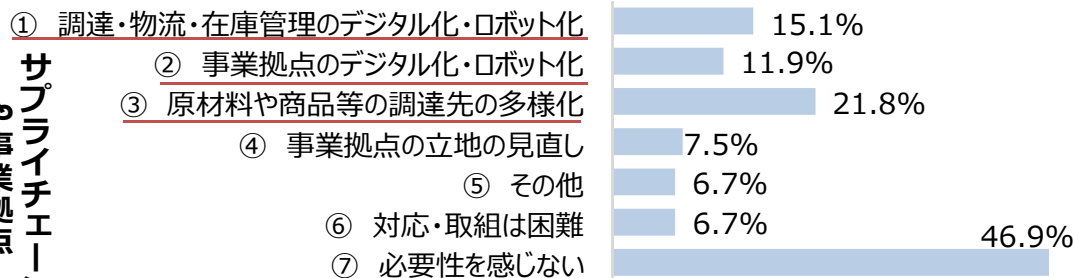 ① 調達・物流・在庫管理のデジタル化・ロボット化 15.1%
② 事業拠点のデジタル化・ロボット化 11.9%
③ 原材料や商品等の調達先の多様化 21.8%
④ 事業拠点の立地の見直し 7.5%
⑤ その他 6.7%
⑥ 対応・取組は困難 6.7%
⑦ 必要性を感じない 46.9%
サプライチェー
事業拠点